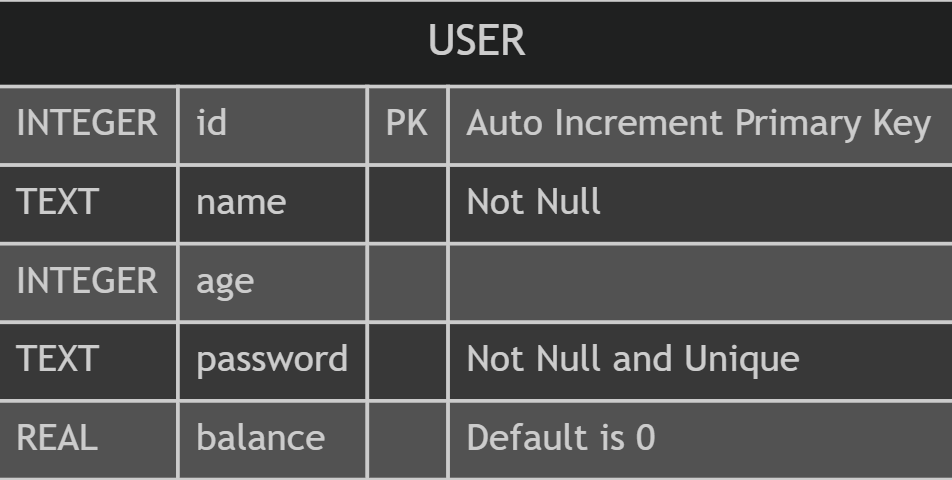 USER
INTEGER id PK Auto Increment Primary Key
TEXT name Not Null
INTEGER age
TEXT password Not Null and Unique
REAL balance Default is 0